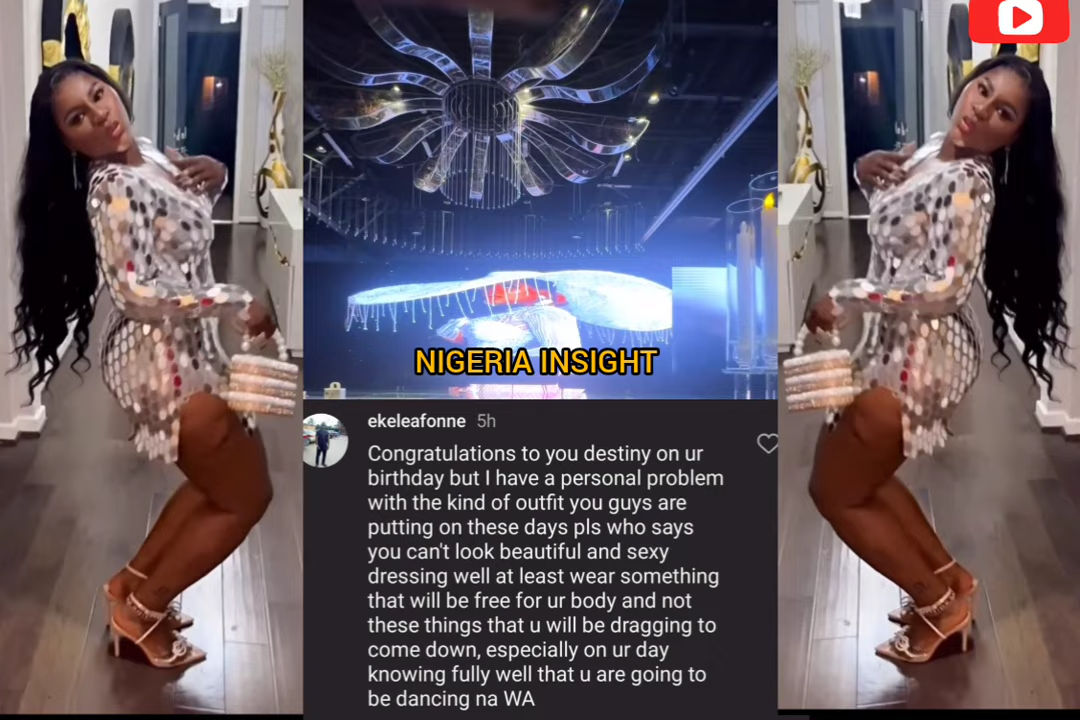 NIGERIA INSIGHT
ekeleafonne 5h
Congratulations to you destiny on ur
birthday but I have a personal problem
with the kind of outfit you guys are
putting on these days pls who says
you can't look beautiful and sexy
dressing well at least wear something
that will be free for ur body and not
these things that u will be dragging to
come down, especially on ur day
knowing fully well that u are going to
be dancing na WA